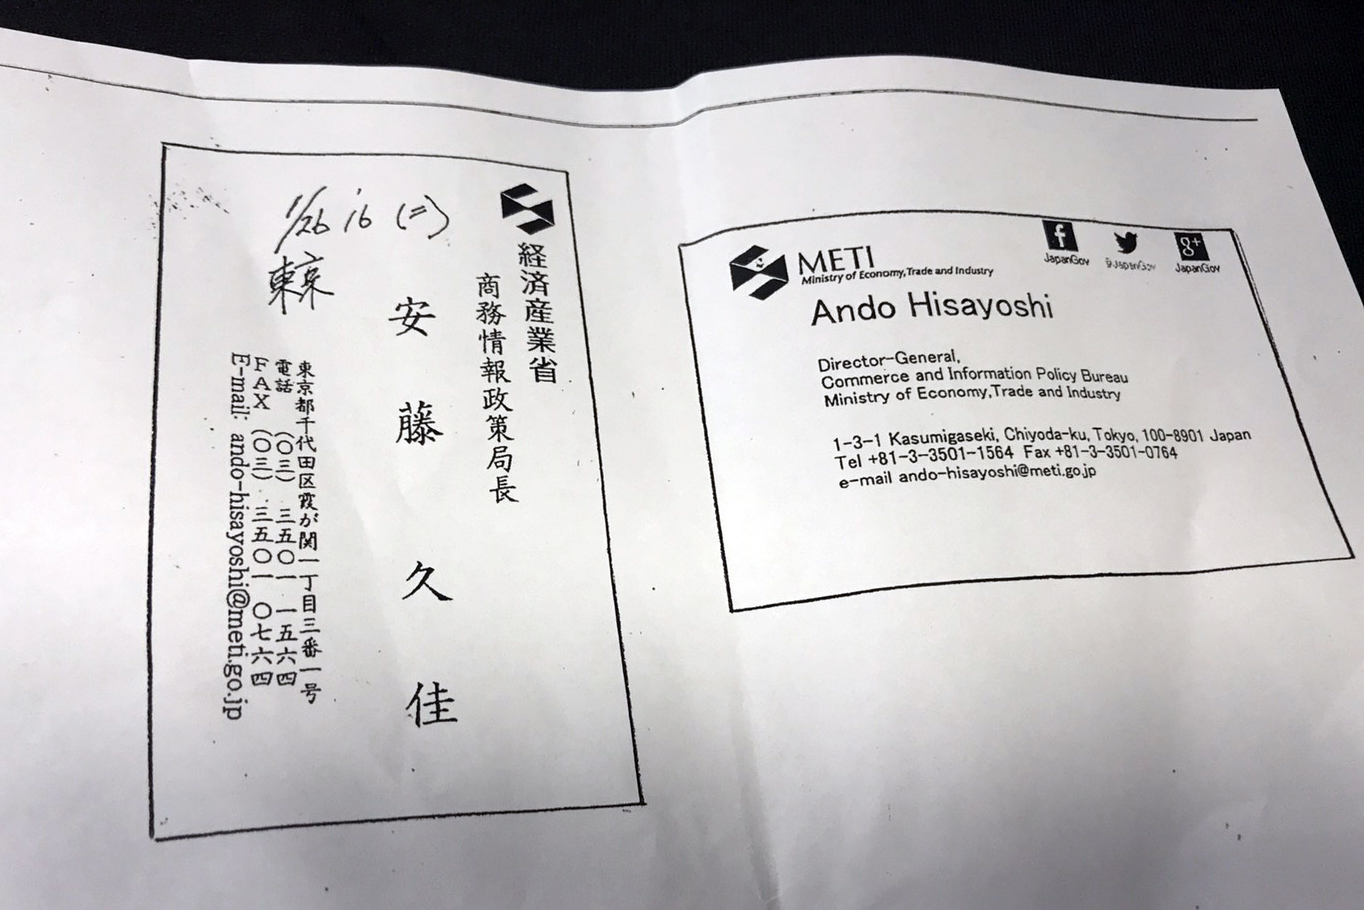 1/26 '16 (二)
東京
経済産業省
商務情報政策局長
安藤久佳
東京都千代田区霞が関一丁目三番一号
電話 (〇三) 三五〇一 一五六四
FAX (〇三) 三五〇一 〇七六四
E-mail: ando-hisayoshi@meti.go.jp
METI
Ministry of Economy,Trade and Industry
f
JapanGov
@JapanGov
g+
JapanGov
Ando Hisayoshi
Director-General,
Commerce and Information Policy Bureau
Ministry of Economy,Trade and Industry
1-3-1 Kasumigaseki, Chiyoda-ku, Tokyo, 100-8901 Japan
Tel +81-3-3501-1564 Fax +81-3-3501-0764
e-mail ando-hisayoshi@meti.go.jp